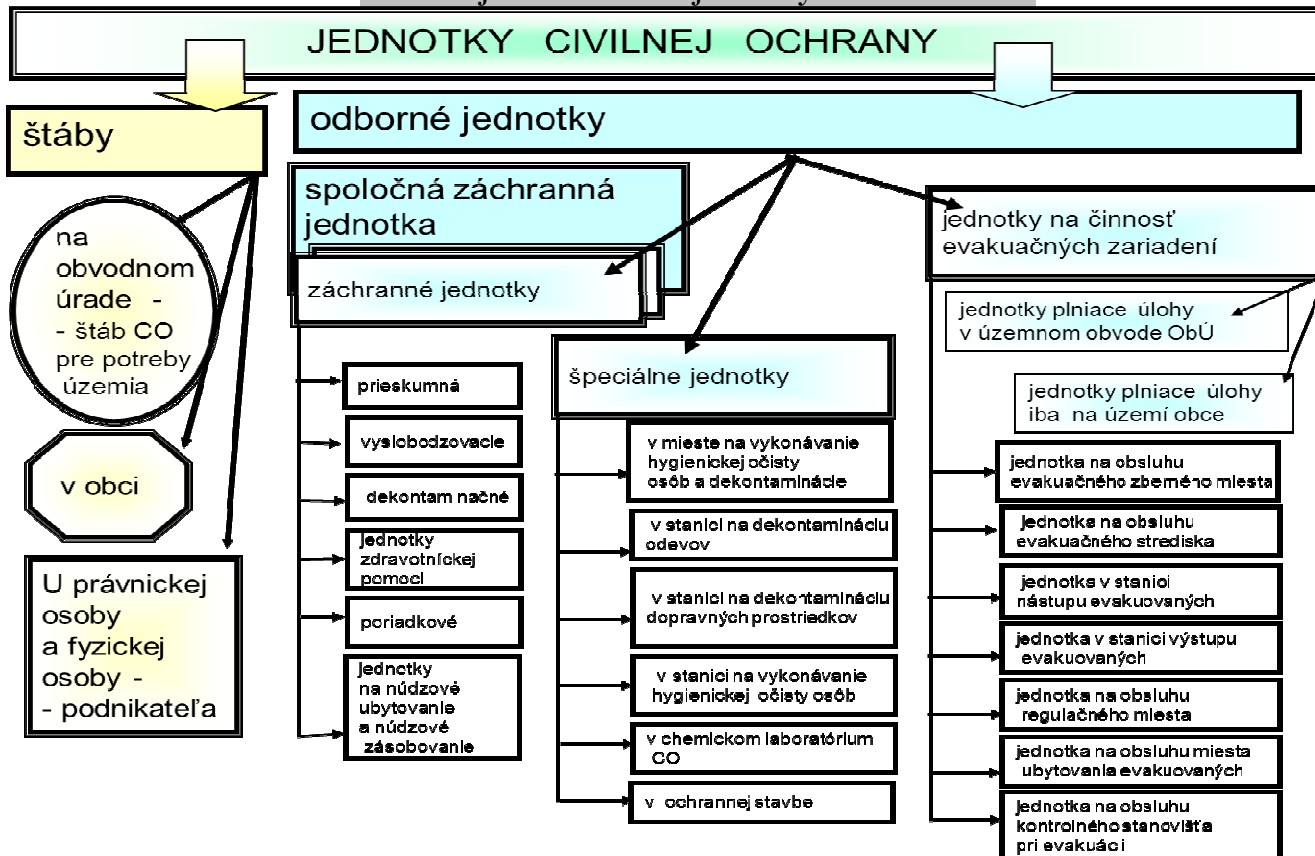 JEDNOTKY CIVILNEJ OCHRANY
štáby
na
obvodnom
úrade -
- štáb CO
pre potreby
územia
v obci
U právnickej
osoby
a fyzickej
osoby -
- podnikateľa
odborné jednotky
spoločná záchranná
jednotka
záchranné jednotky
prieskumná
vyslobodzovacie
dekontam načné
jednotky
zdravotníckej
pomoci
poriadkové
jednotky
na núdzové
ubytovanie
a núdzové
zásobovanie
špeciálne jednotky
v mieste na vykonávanie
hygienickej očisty
osôb a dekontaminácie
v stanici na dekontamináciu
odevov
v stanici na dekontamináciu
dopravných prostriedkov
v stanici na vykonávanie
hygienickej očisty osôb
v chemickom laboratórium
CO
v ochrannej stavbe
jednotky na činnosť
evakuačných zariadení
jednotky plniace úlohy
v územnom obvode ObÚ
jednotky plniace úlohy
iba na území obce
jednotka na obsluhu
evakuačného zberného miesta
jednotka na obsluhu
evakuačného strediska
jednotka v stanici
nástupu evakuovaných
jednotka v stanici výstupu
evakuovaných
jednotka na obsluhu
regulačného miesta
jednotka na obsluhu miesta
ubytovania evakuovaných
jednotka na obsluhu
kontrolného stanovišťa
pri evakuáci